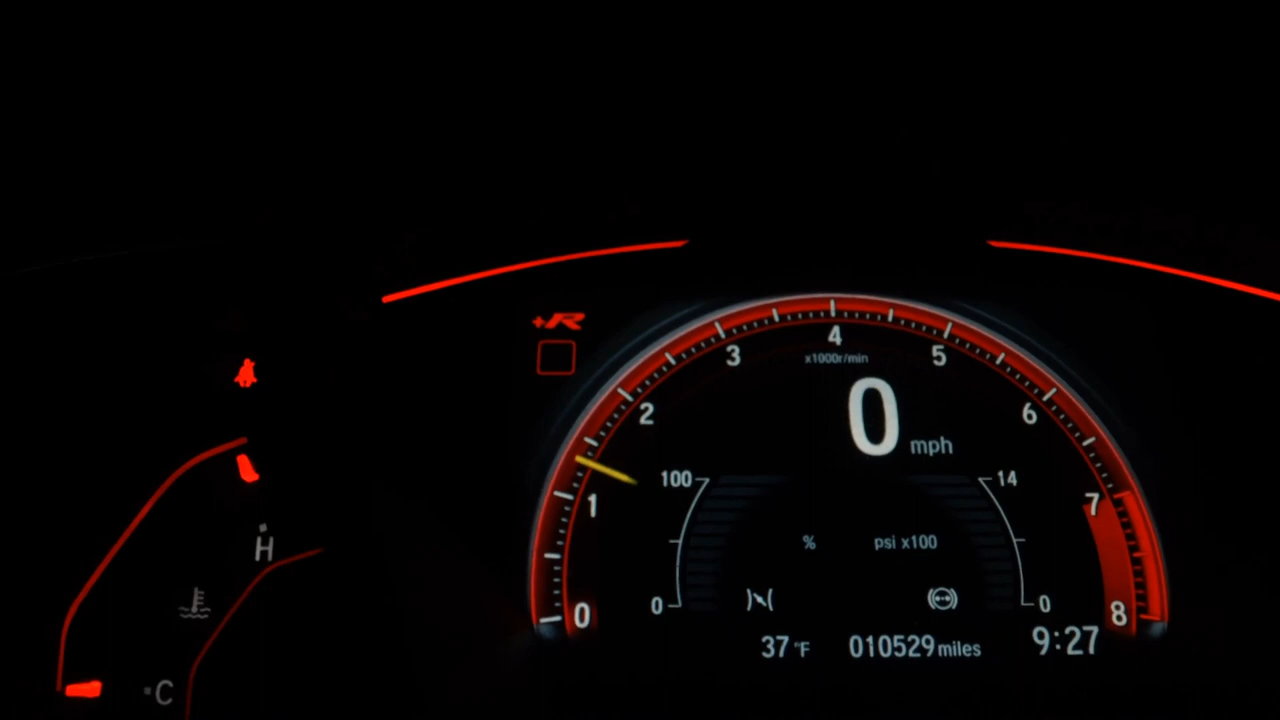 +R
4
3 5
x1000r/min
2 0 6
mph
100 14
1 7
H % psi x100
0 0
0 8
37 °F 010529 miles 9:27
C